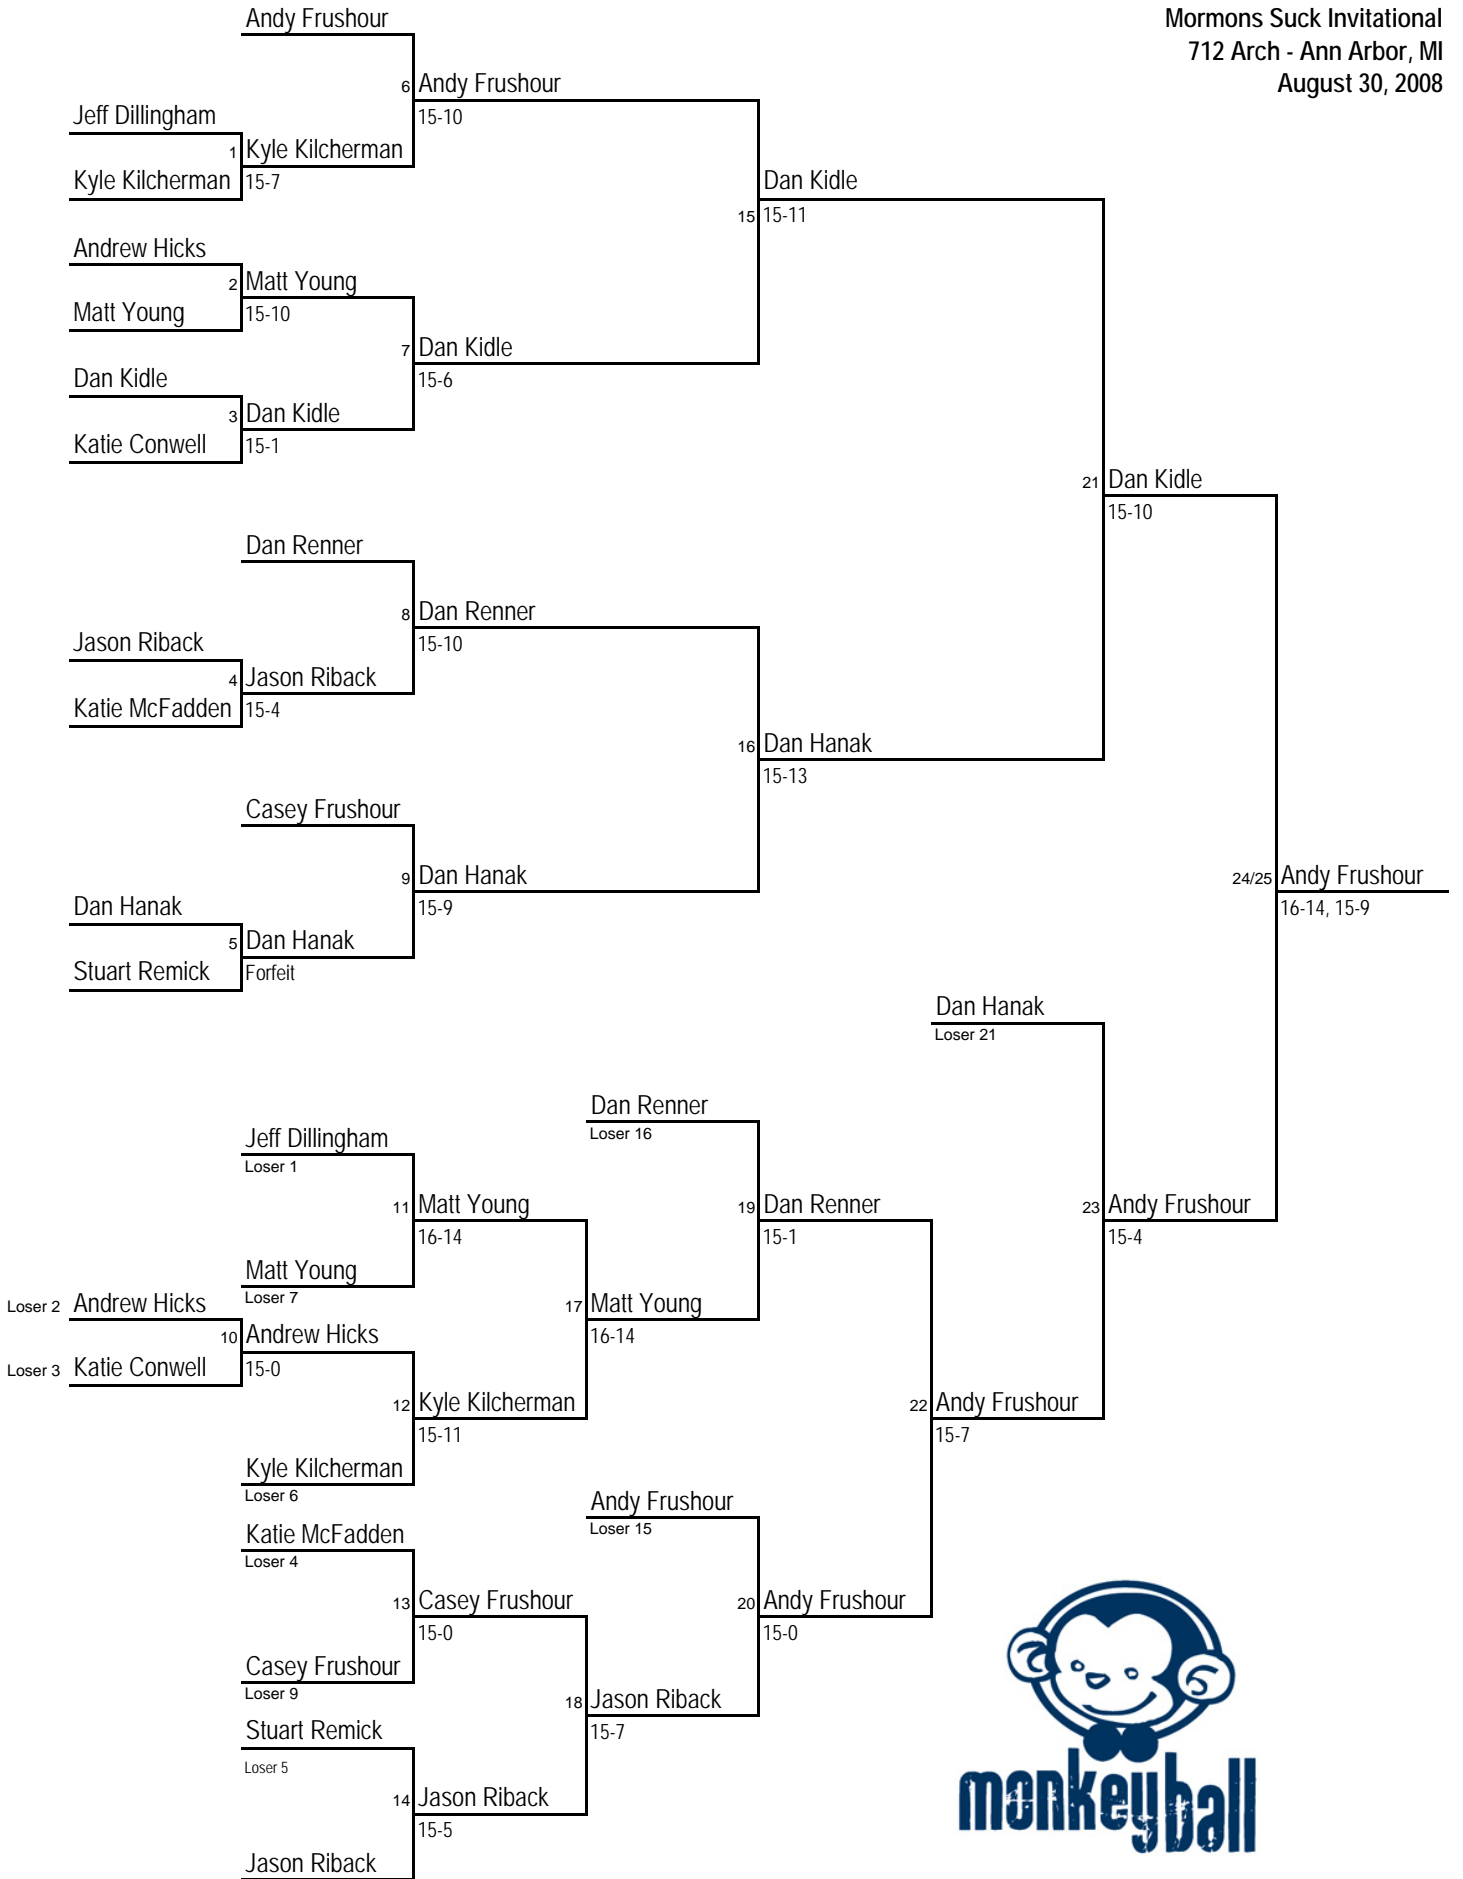 Mormons Suck Invitational
712 Arch - Ann Arbor, MI
August 30, 2008
Andy Frushour
6 Andy Frushour
15-10
Jeff Dillingham
1 Kyle Kilcherman
Kyle Kilcherman 15-7
Dan Kidle
15 15-11
Andrew Hicks
2 Matt Young
Matt Young 15-10
7 Dan Kidle
15-6
Dan Kidle
3 Dan Kidle
Katie Conwell 15-1
21 Dan Kidle
15-10
Dan Renner
8 Dan Renner
15-10
Jason Riback
4 Jason Riback
Katie McFadden 15-4
16 Dan Hanak
15-13
Casey Frushour
9 Dan Hanak
15-9
24/25 Andy Frushour
16-14, 15-9
Dan Hanak
5 Dan Hanak
Stuart Remick Forfeit
Dan Hanak
Loser 21
Dan Renner
Loser 16
Jeff Dillingham
Loser 1
11 Matt Young
16-14
19 Dan Renner
15-1
23 Andy Frushour
15-4
Matt Young
Loser 7
Loser 2 Andrew Hicks
10 Andrew Hicks
Loser 3 Katie Conwell 15-0
17 Matt Young
16-14
12 Kyle Kilcherman
15-11
22 Andy Frushour
15-7
Kyle Kilcherman
Loser 6
Andy Frushour
Loser 15
Katie McFadden
Loser 4
13 Casey Frushour
15-0
20 Andy Frushour
15-0
Casey Frushour
Loser 9
18 Jason Riback
15-7
Stuart Remick
Loser 5
14 Jason Riback
15-5
Jason Riback
monkeyball